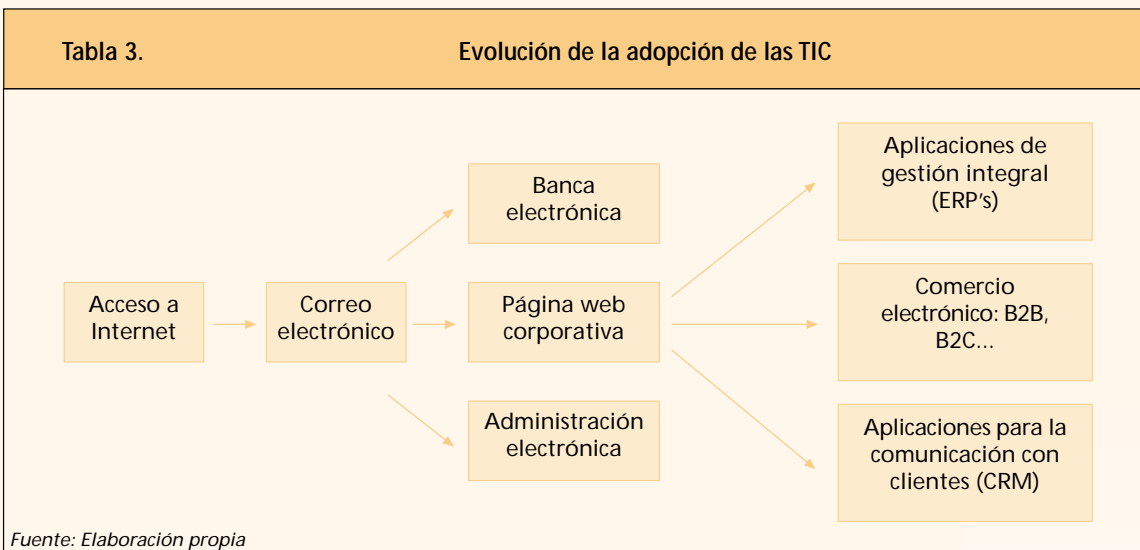 Tabla 3. Evolución de la adopción de las TIC
Acceso a
Internet
Correo
electrónico
Banca
electrónica
Página web
corporativa
Administración
electrónica
Aplicaciones de
gestión integral
(ERP's)
Comercio
electrónico: B2B,
B2C...
Aplicaciones para la
comunicación con
clientes (CRM)
Fuente: Elaboración propia